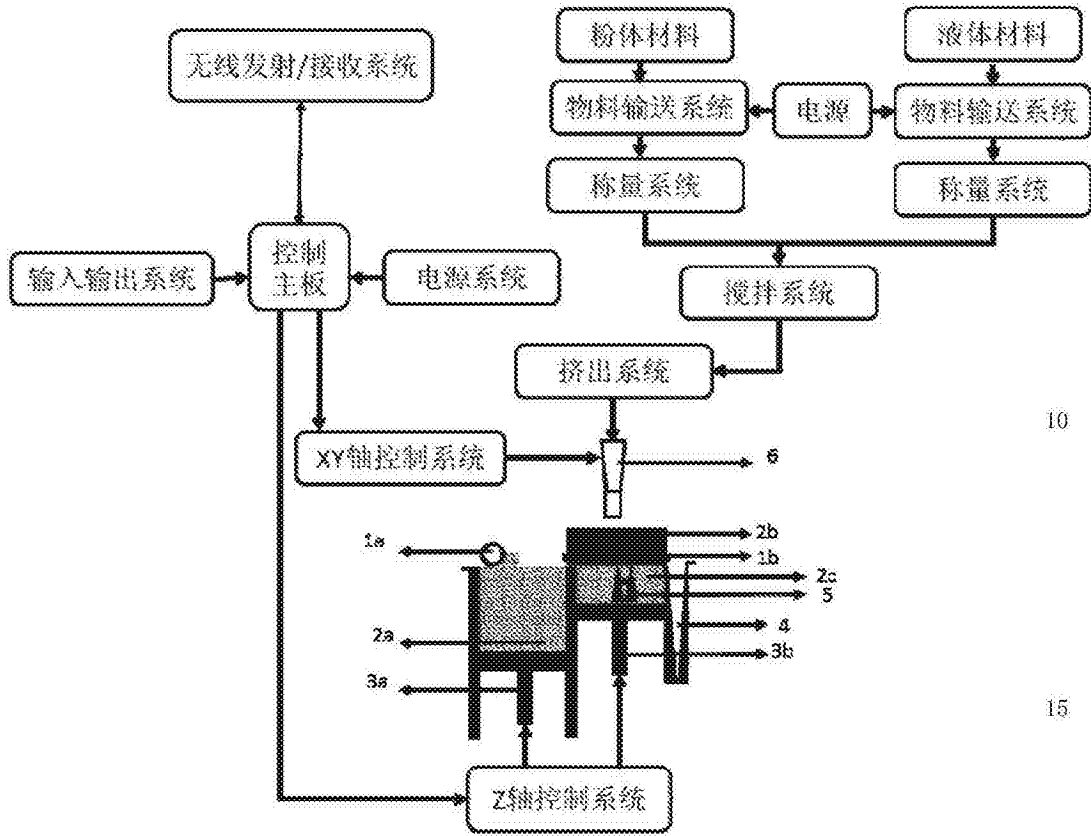 粉体材料
液体材料
无线发射/接收系统
物料输送系统
电源
物料输送系统
称量系统
称量系统
控制
主板
输入输出系统
电源系统
搅拌系统
挤出系统
10
XY轴控制系统
6
2b
1a
1b
2c
5
4
2a
3b
3a
15
Z轴控制系统